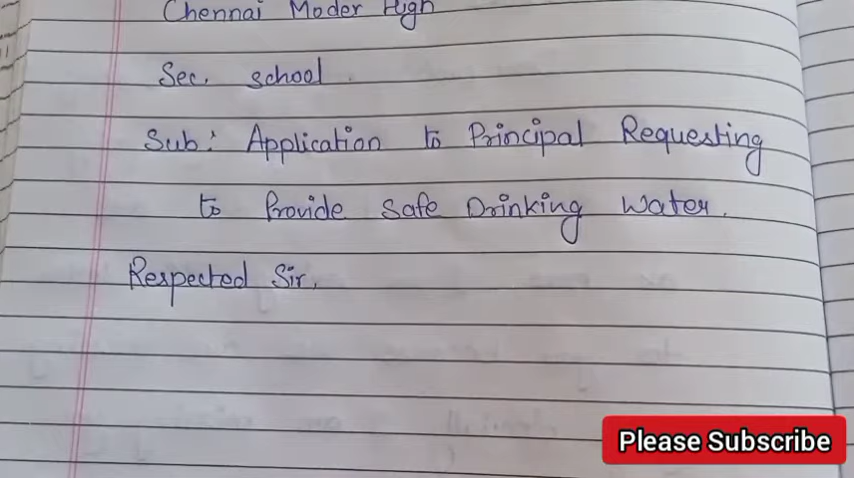 Chennai Moder High
Sec. school.
Sub: Application to Principal Requesting
to Provide Safe Drinking Water.
Respected Sir,
Please Subscribe